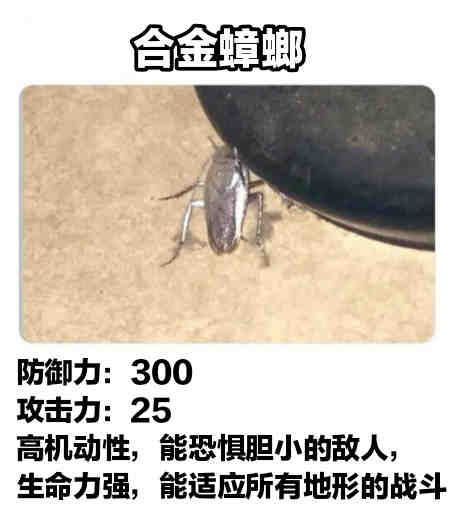 合金蟑螂
防御力：300
攻击力：25
高机动性，能恐惧胆小的敌人，
生命力强，能适应所有地形的战斗